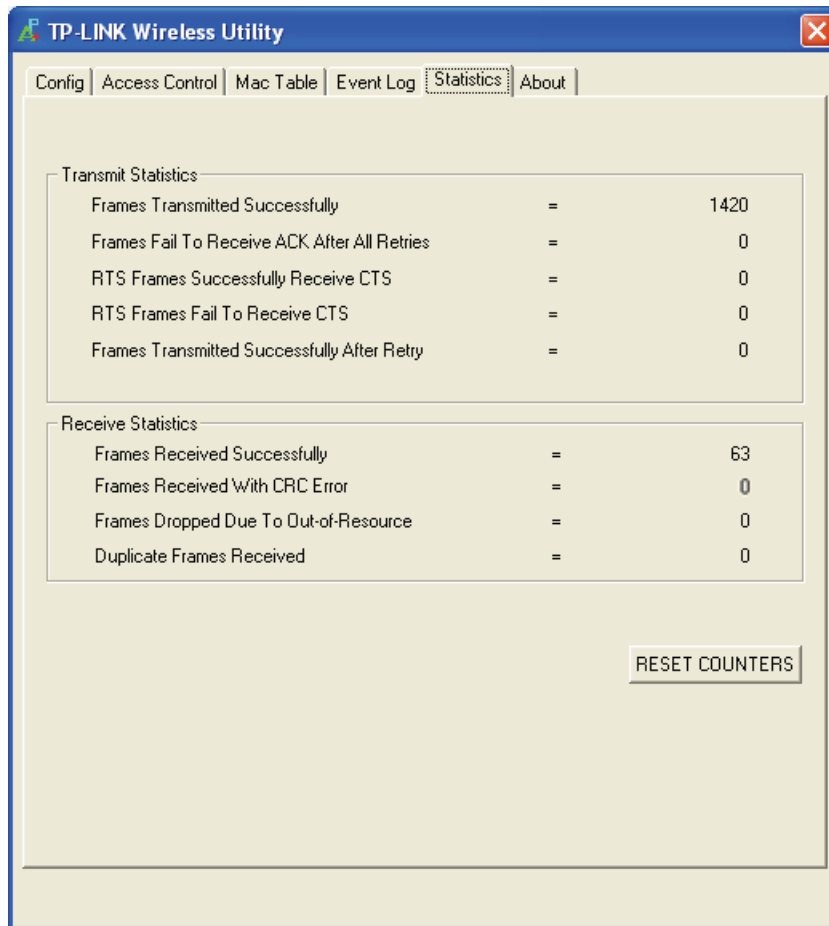 TP-LINK Wireless Utility
Config Access Control Mac Table Event Log Statistics About
Transmit Statistics
Frames Transmitted Successfully = 1420
Frames Fail To Receive ACK After All Retries = 0
RTS Frames Successfully Receive CTS = 0
RTS Frames Fail To Receive CTS = 0
Frames Transmitted Successfully After Retry = 0
Receive Statistics
Frames Received Successfully = 63
Frames Received With CRC Error = 0
Frames Dropped Due To Out-of-Resource = 0
Duplicate Frames Received = 0
RESET COUNTERS